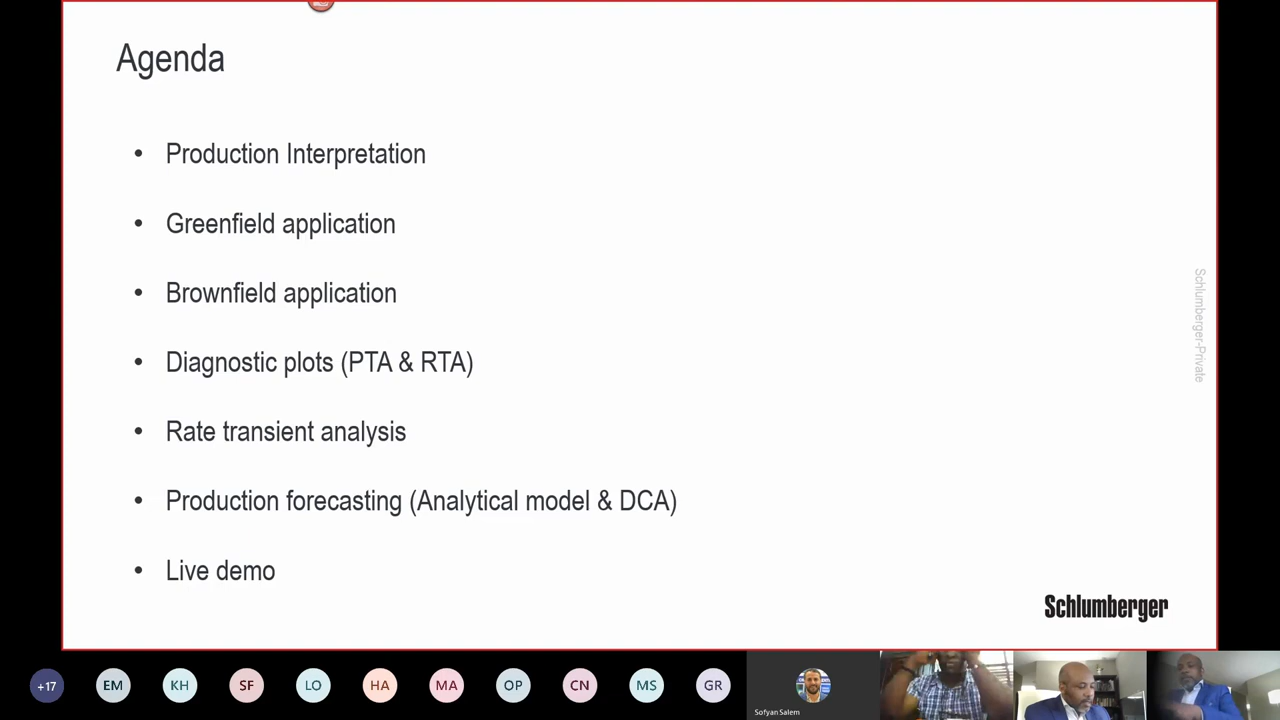 Agenda
• Production Interpretation
• Greenfield application
• Brownfield application
• Diagnostic plots (PTA & RTA)
• Rate transient analysis
• Production forecasting (Analytical model & DCA)
• Live demo
Schlumberger-Private
Schlumberger
+17 EM KH SF LO HA MA OP CN MS GR
Sofyan Salem